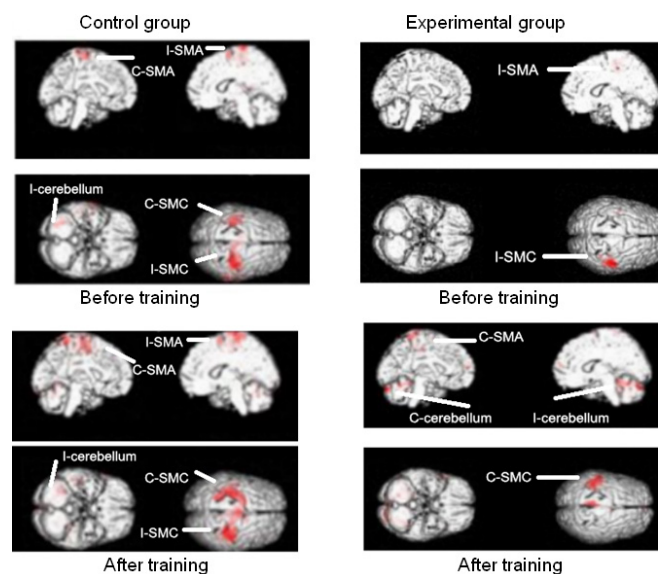 Control group
Experimental group
I-SMA
C-SMA
I-SMA
I-cerebellum
C-SMC
I-SMC
I-SMC
Before training
Before training
I-SMA
C-SMA
C-SMA
C-cerebellum
I-cerebellum
I-cerebellum
C-SMC
I-SMC
C-SMC
After training
After training